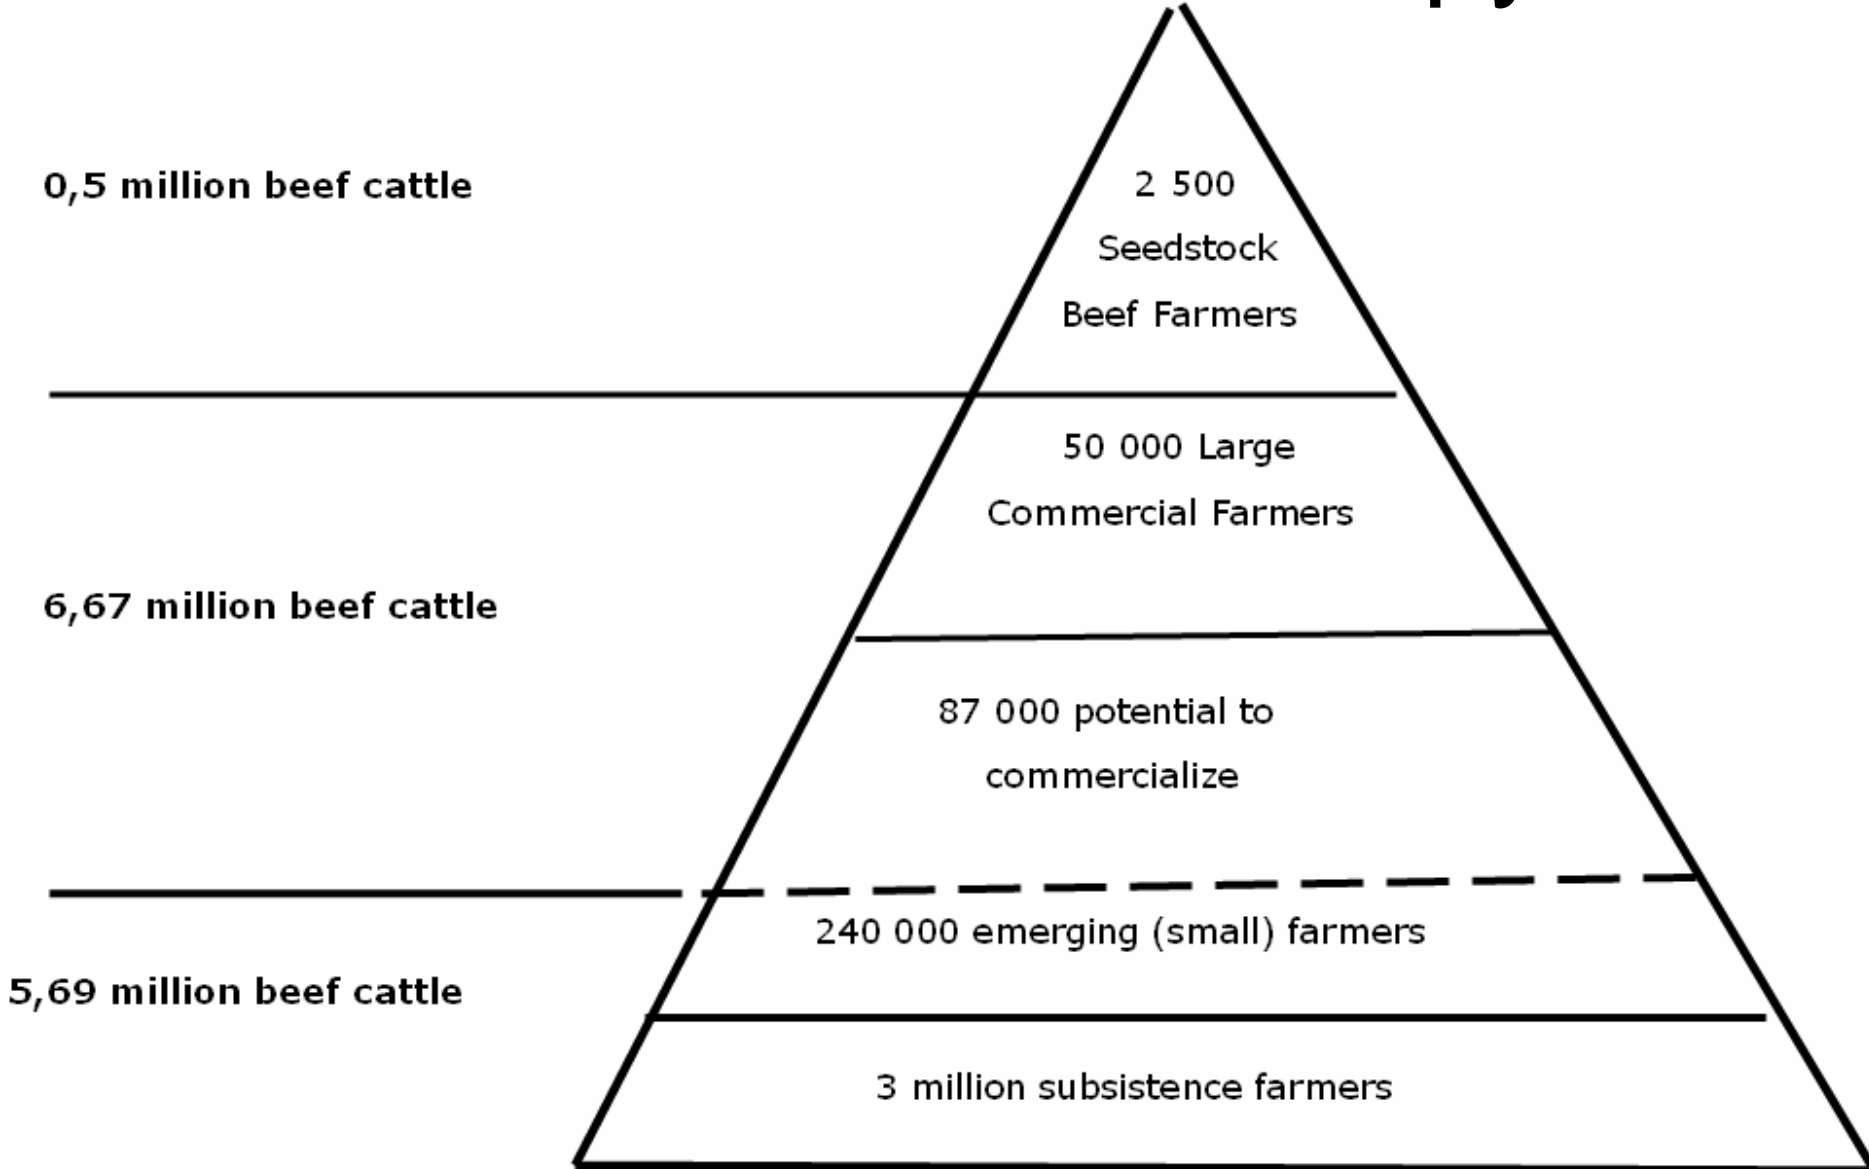 0,5 million beef cattle
2 500
Seedstock
Beef Farmers
50 000 Large
Commercial Farmers
6,67 million beef cattle
87 000 potential to
commercialize
240 000 emerging (small) farmers
5,69 million beef cattle
3 million subsistence farmers